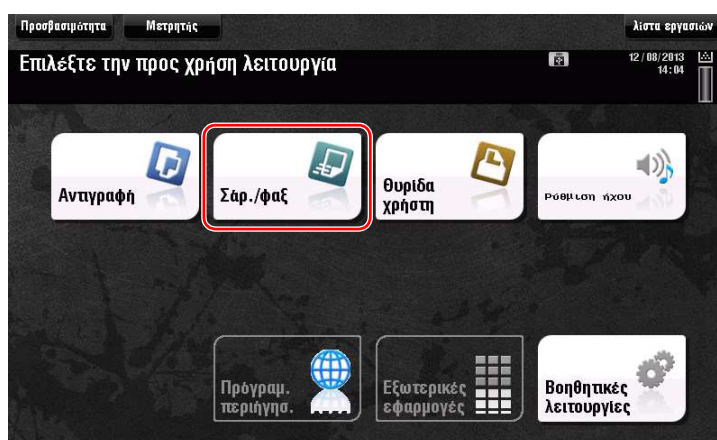 Προσβασιμότητα Μετρητής λίστα εργασιών
Επιλέξτε την προς χρήση λειτουργία 12/08/2013
14:04
Αντιγραφή
Σάρ./φαξ
Θυρίδα
χρήστη
Ρύθμιση ήχου
Πρόγραμ.
περιήγησ.
Εξωτερικές
εφαρμογές
Βοηθητικές
λειτουργίες